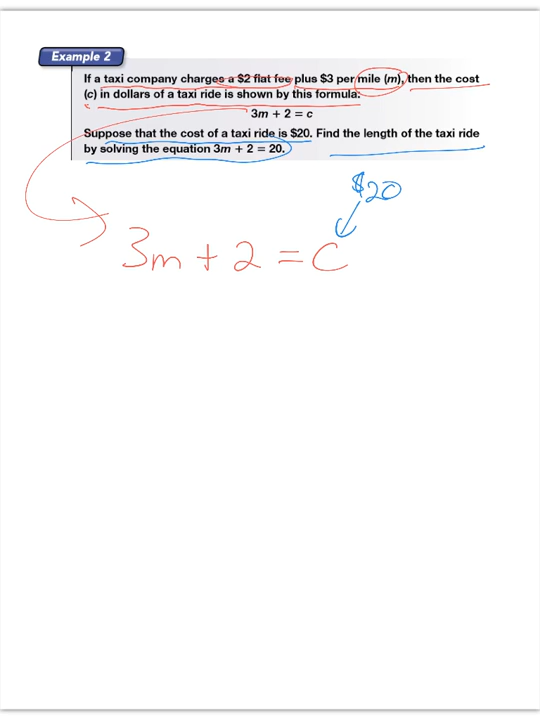 Example 2
If a taxi company charges a $2 flat fee plus $3 per mile (m), then the cost
(c) in dollars of a taxi ride is shown by this formula:
3m + 2 = c
Suppose that the cost of a taxi ride is $20. Find the length of the taxi ride
by solving the equation 3m + 2 = 20.
$20
3m + 2 = C